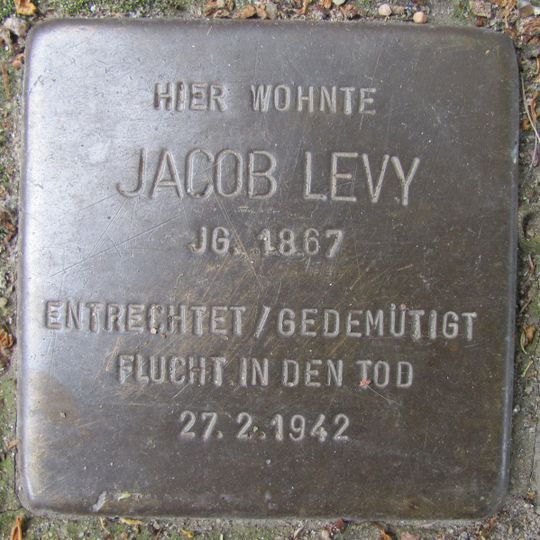 HIER WOHNTE
JACOB LEVY
JG. 1867
ENTRECHTET/GEDEMÜTIGT
FLUCHT IN DEN TOD
27.2.1942